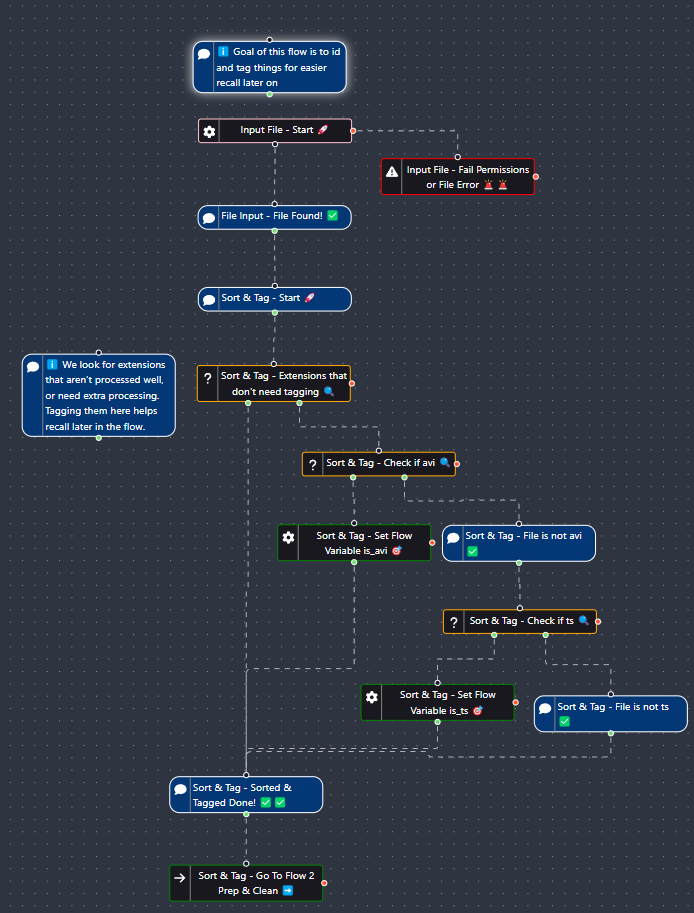 ℹ️ Goal of this flow is to id
and tag things for easier
recall later on
Input File - Start 🚀
Input File - Fail Permissions
or File Error 🚨 🚨
File Input - File Found! ✅
Sort & Tag - Start 🚀
ℹ️ We look for extensions
that aren't processed well,
or need extra processing.
Tagging them here helps
recall later in the flow.
? Sort & Tag - Extensions that
don't need tagging 🔍
? Sort & Tag - Check if avi 🔍
Sort & Tag - Set Flow
Variable is_avi 🎯
Sort & Tag - File is not avi
✅
? Sort & Tag - Check if ts 🔍
Sort & Tag - Set Flow
Variable is_ts 🎯
Sort & Tag - File is not ts
✅
Sort & Tag - Sorted &
Tagged Done! ✅ ✅
Sort & Tag - Go To Flow 2
Prep & Clean ➡️